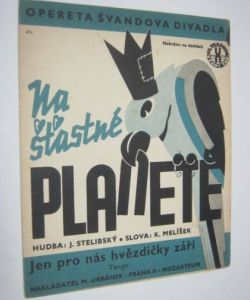 OPERETA ŠVANDOVA DIVADLA
Na
šťastné
PLANETĚ
HUDBA: J. STELIBSKÝ • SLOVA: K. MELÍŠEK
Jen pro nás hvězdičky září
Tango
NAKLADATEL M. URBÁNEK - PRAHA II - MOZARTEUM